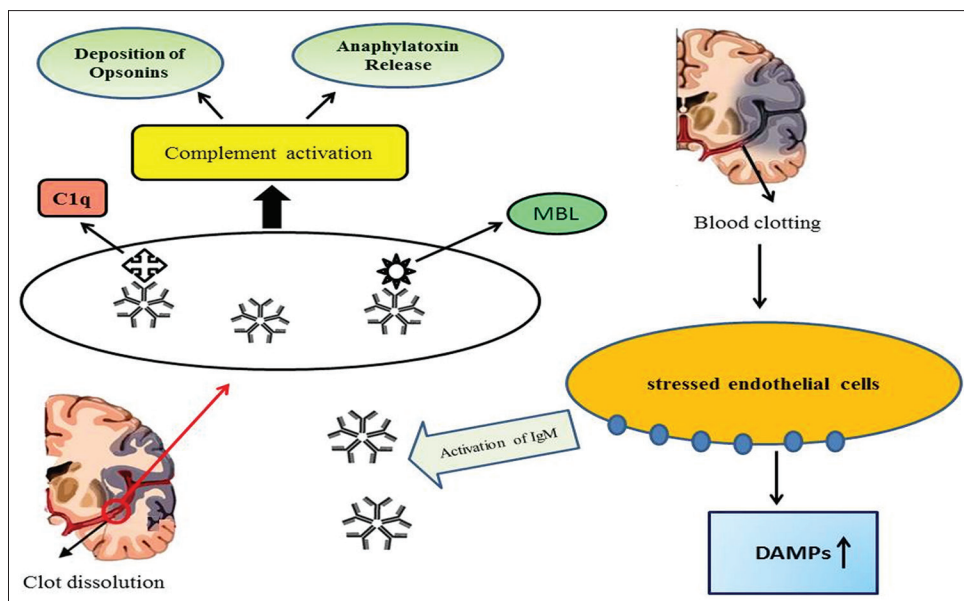 Deposition of
Opsonins
Anaphylatoxin
Release
Complement activation
C1q
MBL
Blood clotting
stressed endothelial cells
Activation of IgM
DAMPs
Clot dissolution